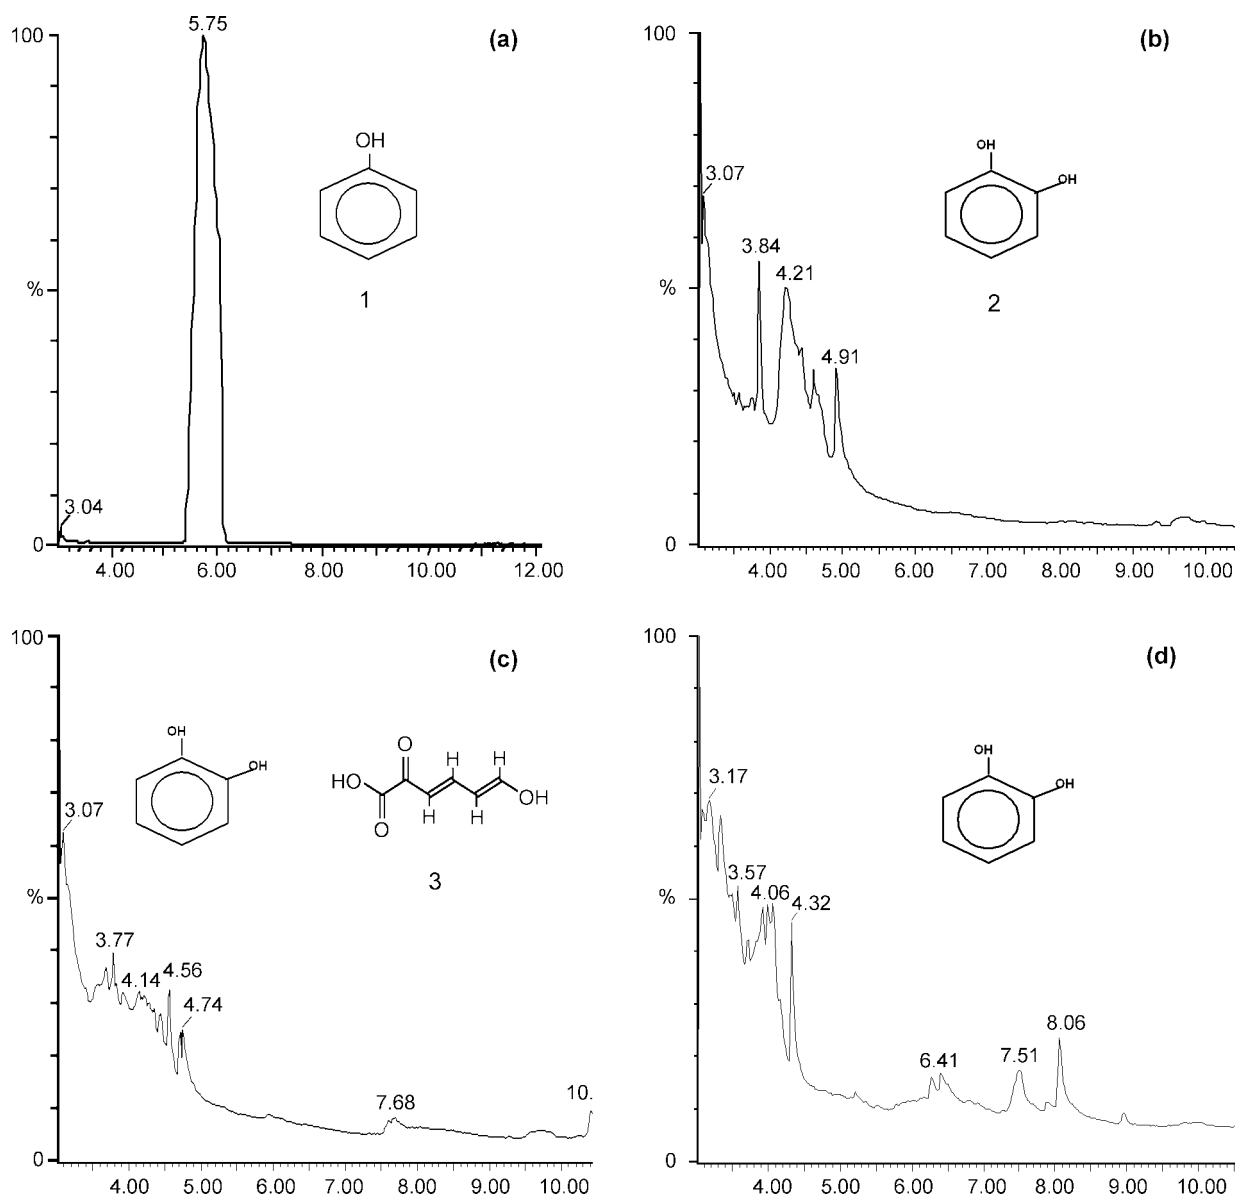 (a)
100
5.75
OH
1
%
3.04
0
4.00 6.00 8.00 10.00 12.00
(b)
100
OH
OH
3.07
3.84
4.21
2
%
4.91
0
4.00 5.00 6.00 7.00 8.00 9.00 10.00
(c)
100
OH
OH
O
H H
HO
OH
H H
O
3
3.07
%
3.77
4.14
4.56
4.74
7.68
10.
0
4.00 5.00 6.00 7.00 8.00 9.00 10.00
(d)
100
OH
OH
3.17
3.57
4.06
4.32
%
6.41
7.51
8.06
0
4.00 5.00 6.00 7.00 8.00 9.00 10.00